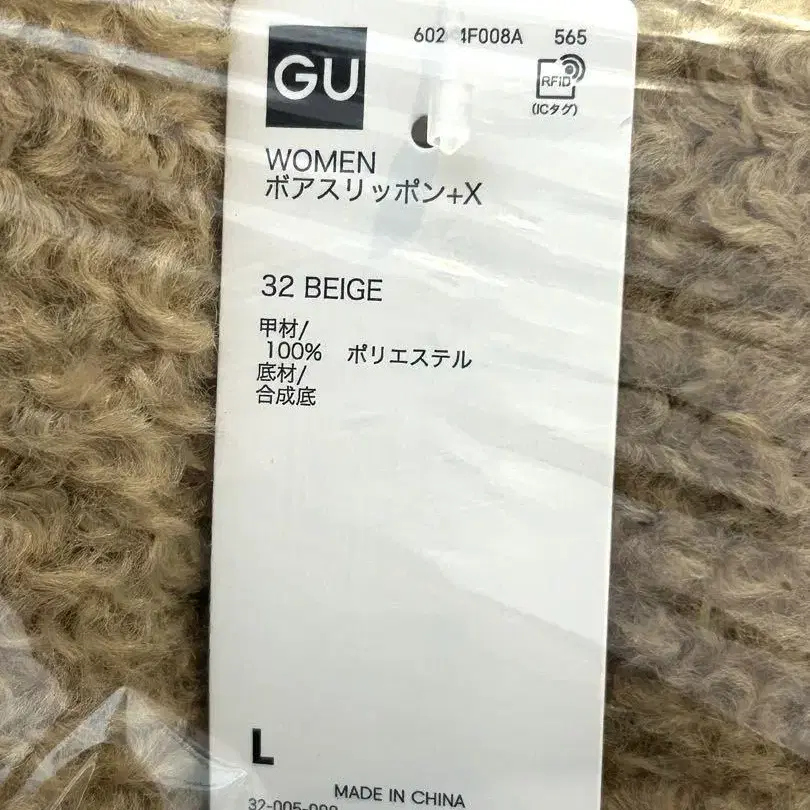 GU
602 4F008A 565
RFID
(ICタグ)
WOMEN
ボアスリッポン+X
32 BEIGE
甲材/
100% ポリエステル
底材/
合成底
L
MADE IN CHINA